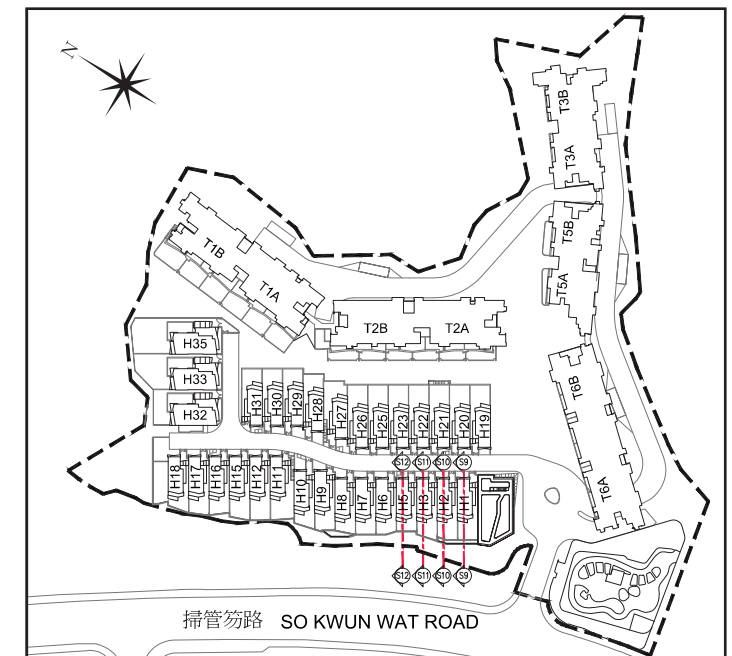 N
T3B
T3A
T5B
T5A
T1B
T1A
T2B
T2A
T6B
T6A
H35
H33
H32
H31
H30
H29
H28
H27
H26
H25
H23
H22
H21
H20
H19
S12
S11
S10
S9
H18
H17
H16
H15
H12
H11
H10
H9
H8
H7
H6
H5
H3
H2
H1
S12
S11
S10
S9
掃管笏路 SO KWUN WAT ROAD